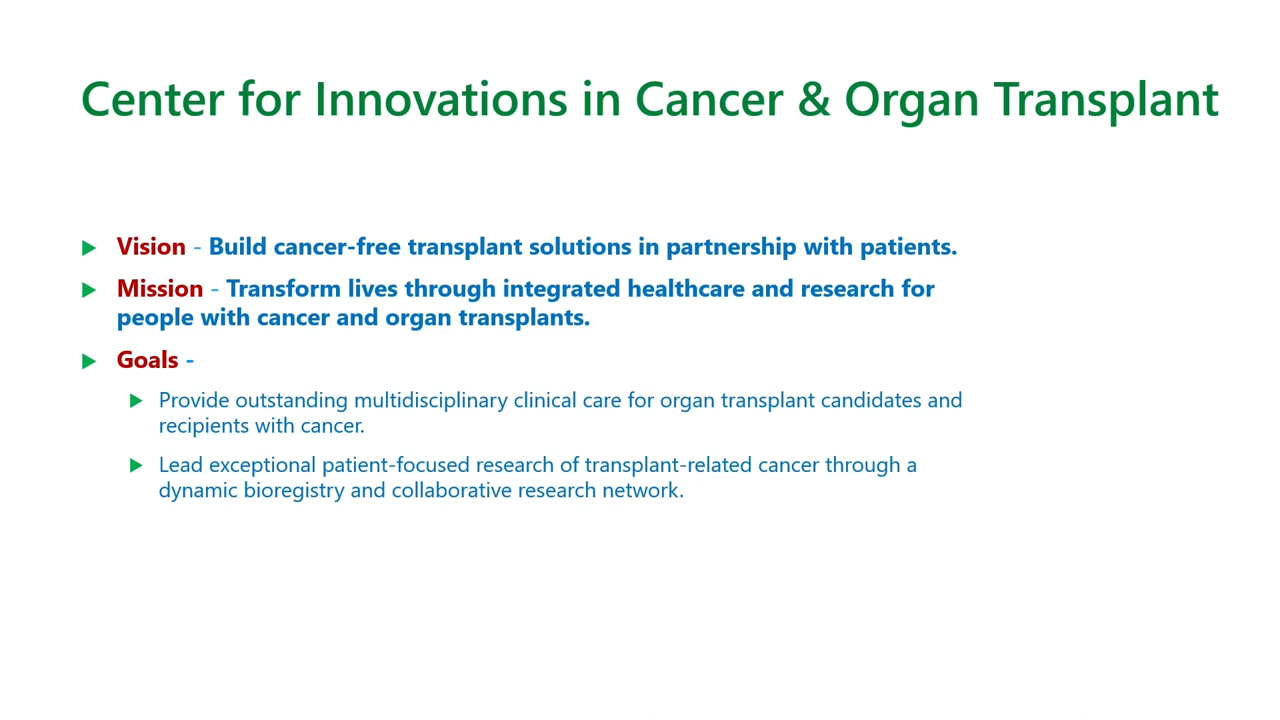 Center for Innovations in Cancer & Organ Transplant
Vision - Build cancer-free transplant solutions in partnership with patients.
Mission - Transform lives through integrated healthcare and research for
people with cancer and organ transplants.
Goals -
Provide outstanding multidisciplinary clinical care for organ transplant candidates and
recipients with cancer.
Lead exceptional patient-focused research of transplant-related cancer through a
dynamic bioregistry and collaborative research network.